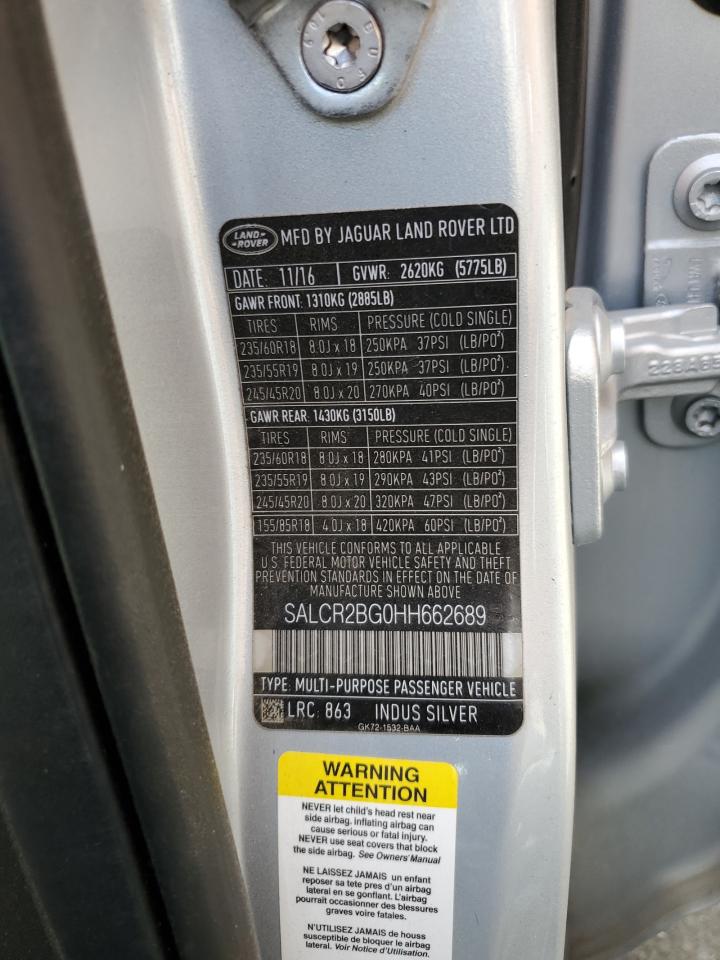 109 BUFO
LAND ROVER MFD BY JAGUAR LAND ROVER LTD
DATE: 11/16 GVWR: 2620KG (5775LB)
GAWR FRONT: 1310KG (2885LB)
TIRES RIMS PRESSURE (COLD SINGLE)
235/60R18 8.0J x 18 250KPA 37PSI (LB/PO²)
235/55R19 8.0J x 19 250KPA 37PSI (LB/PO²)
245/45R20 8.0J x 20 270KPA 40PSI (LB/PO²)
GAWR REAR: 1430KG (3150LB)
TIRES RIMS PRESSURE (COLD SINGLE)
235/60R18 8.0J x 18 280KPA 41PSI (LB/PO²)
235/55R19 8.0J x 19 290KPA 43PSI (LB/PO²)
245/45R20 8.0J x 20 320KPA 47PSI (LB/PO²)
155/85R18 4.0J x 18 420KPA 60PSI (LB/PO²)
THIS VEHICLE CONFORMS TO ALL APPLICABLE
U.S. FEDERAL MOTOR VEHICLE SAFETY AND THEFT
PREVENTION STANDARDS IN EFFECT ON THE DATE OF
MANUFACTURE SHOWN ABOVE
SALCR2BG0HH662689
TYPE: MULTI-PURPOSE PASSENGER VEHICLE
LRC: 863 INDUS SILVER
GK72-1532-BAA
WARNING
ATTENTION
NEVER let child's head rest near
side airbag. inflating airbag can
cause serious or fatal injury.
NEVER use seat covers that block
the side airbag. See Owners' Manual
NE LAISSEZ JAMAIS un enfant
reposer sa tete pres d'un airbag
lateral en se gonflant. L'airbag
pourrait occasionner des blessures
graves voire fatales.
N'UTILISEZ JAMAIS de houss
susceptible de bloquer le airbag
lateral. Voir Notice d'Utilisation.